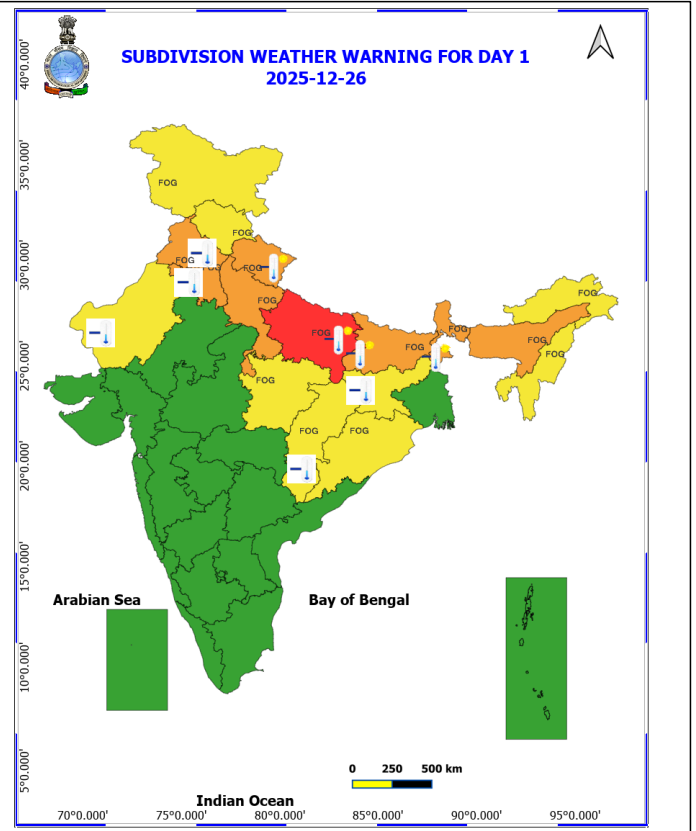 SUBDIVISION WEATHER WARNING FOR DAY 1
2025-12-26
40°0.000'
35°0.000'
30°0.000'
25°0.000'
20°0.000'
15°0.000'
10°0.000'
5°0.000'
FOG
FOG
FOG
FOG
FOG
FOG
FOG
FOG
FOG
FOG
FOG
FOG
FOG
FOG
Arabian Sea
Bay of Bengal
0 250 500 km
Indian Ocean
70°0.000' 75°0.000' 80°0.000' 85°0.000' 90°0.000' 95°0.000'